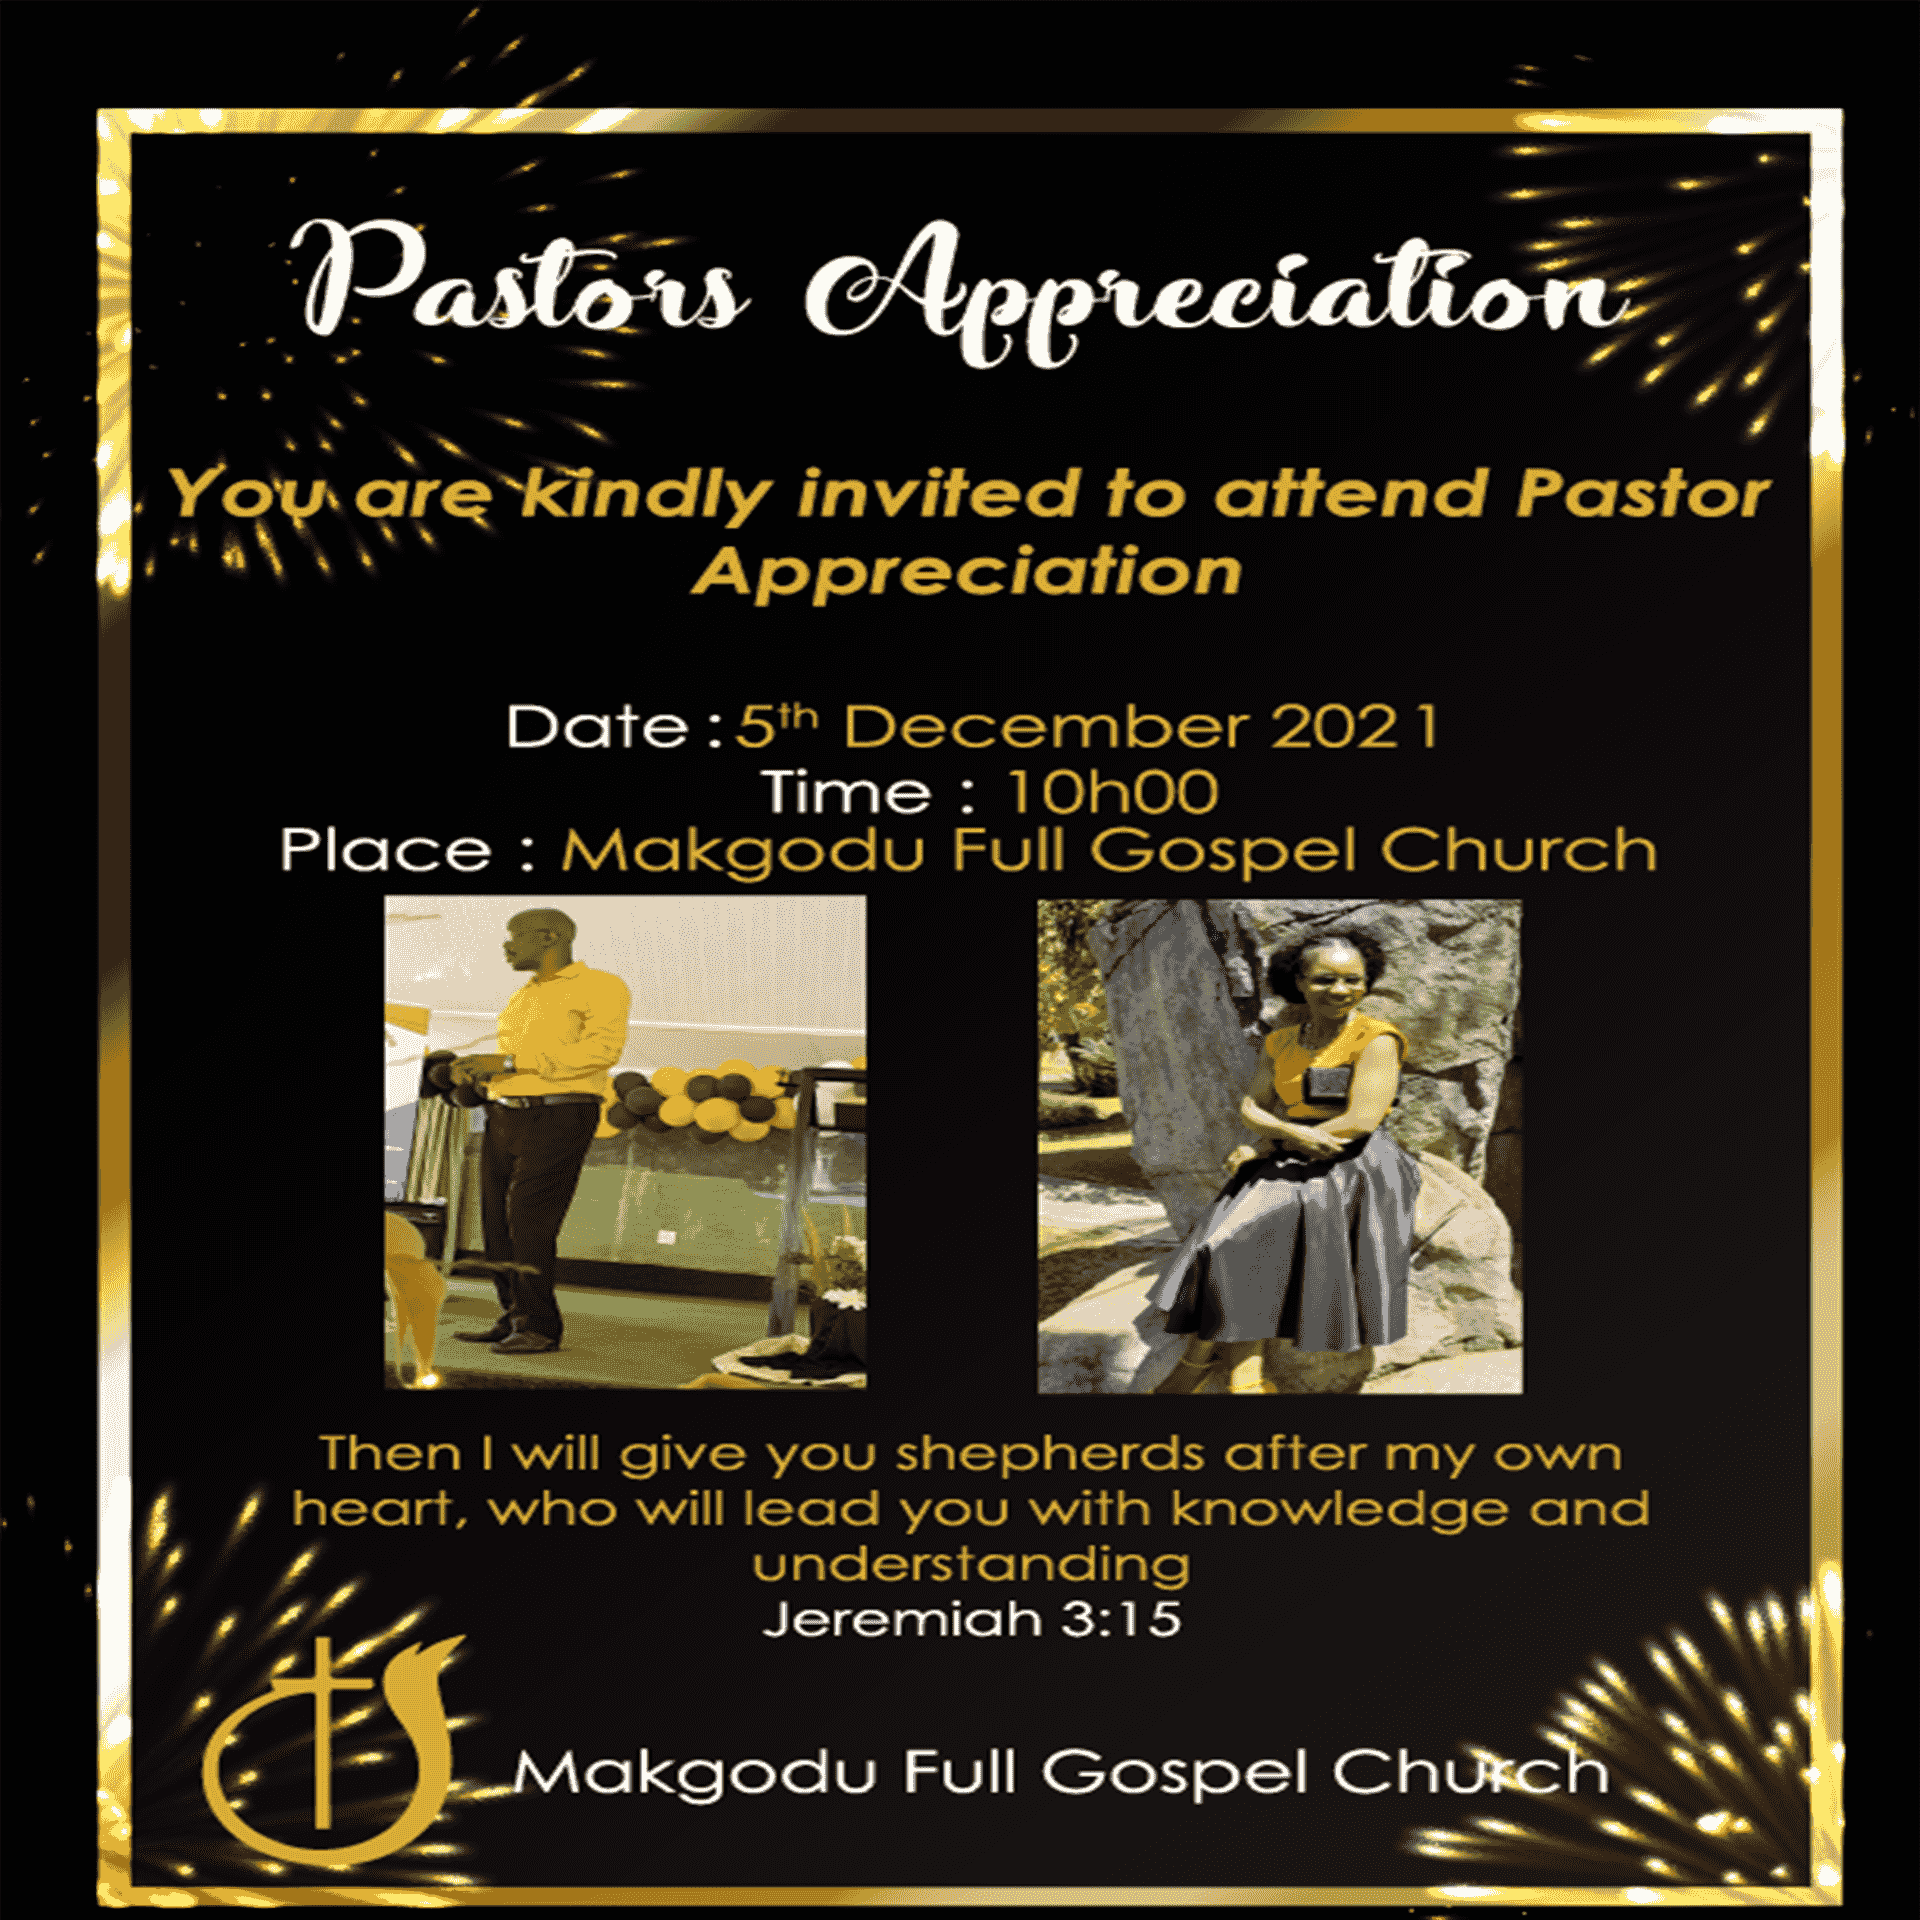 Pastors Appreciation
You are kindly invited to attend Pastor
Appreciation
Date : 5th December 2021
Time : 10h00
Place : Makgodu Full Gospel Church
Then I will give you shepherds after my own
heart, who will lead you with knowledge and
understanding
Jeremiah 3:15
Makgodu Full Gospel Church